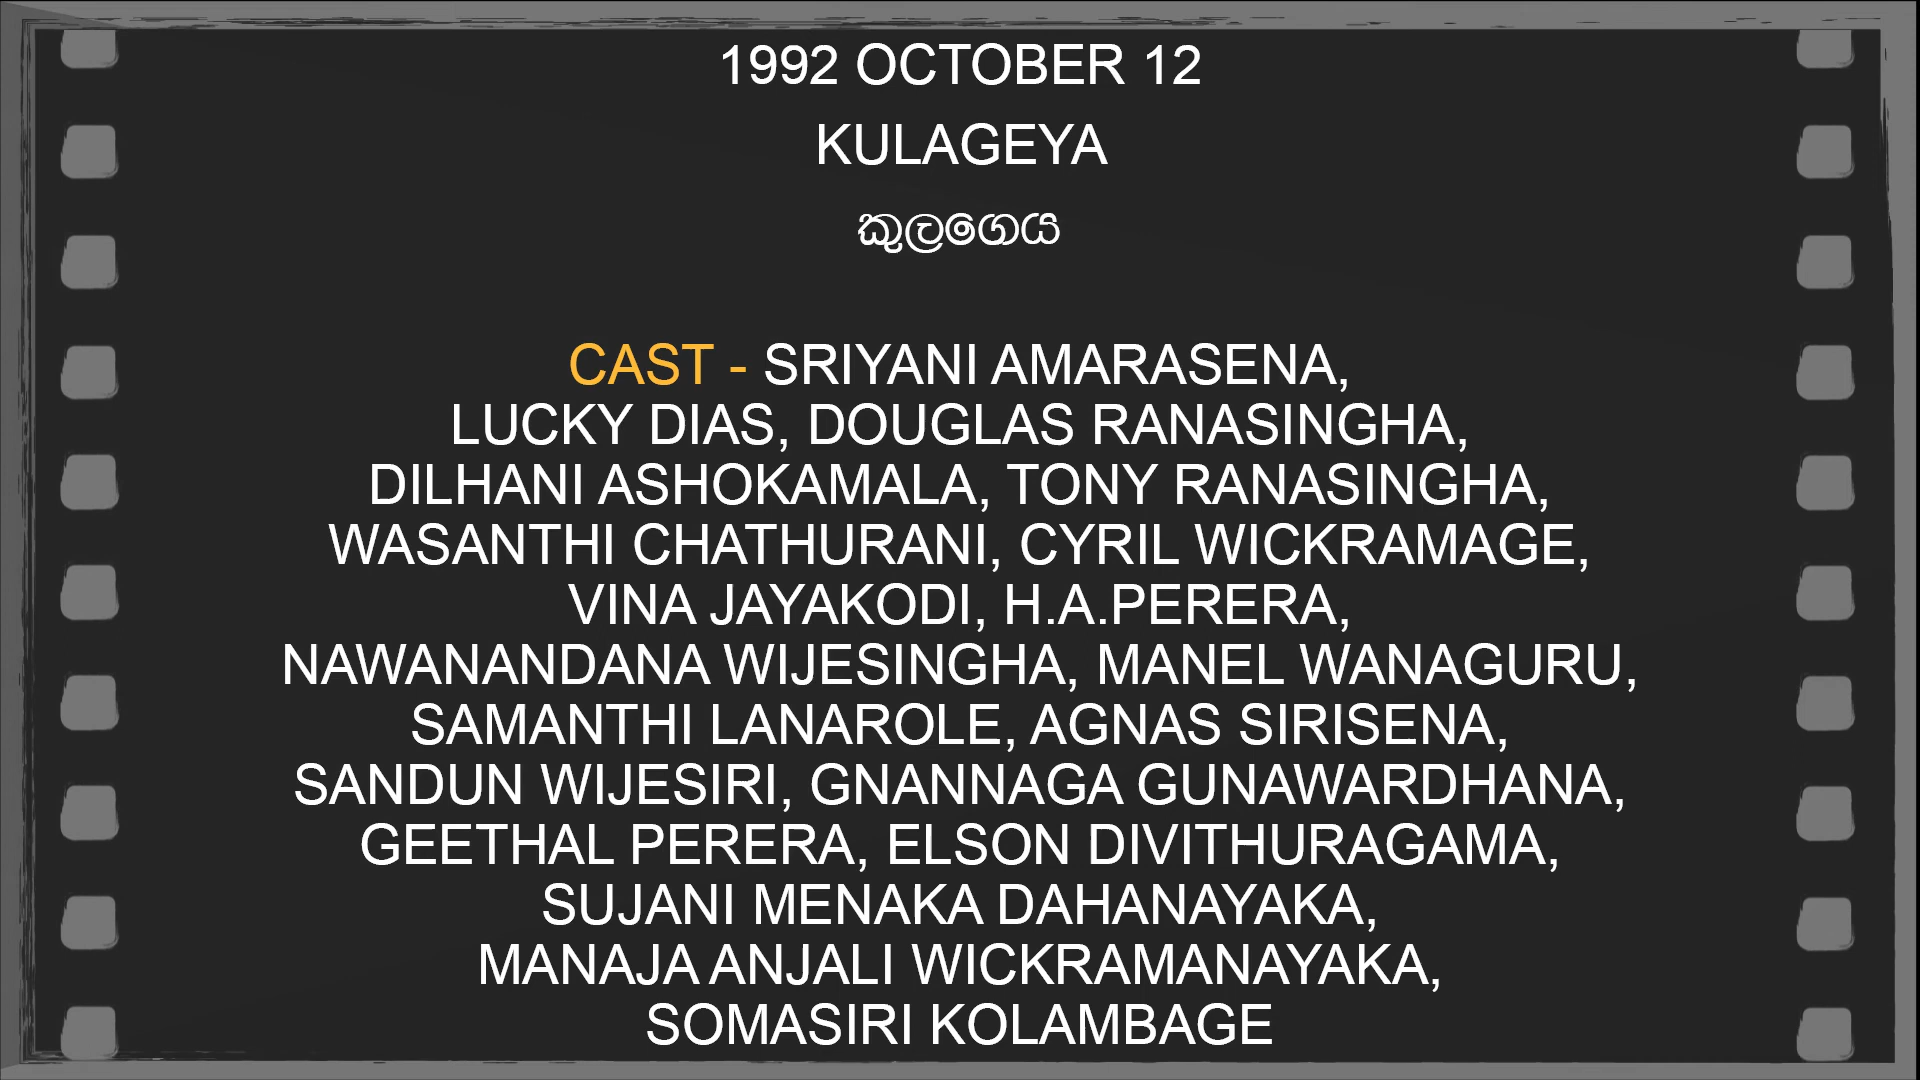 1992 OCTOBER 12
KULAGEYA
කුලගෙය
CAST - SRIYANI AMARASENA,
LUCKY DIAS, DOUGLAS RANASINGHA,
DILHANI ASHOKAMALA, TONY RANASINGHA,
WASANTHI CHATHURANI, CYRIL WICKRAMAGE,
VINA JAYAKODI, H.A.PERERA,
NAWANANDANA WIJESINGHA, MANEL WANAGURU,
SAMANTHI LANAROLE, AGNAS SIRISENA,
SANDUN WIJESIRI, GNANNAGA GUNAWARDHANA,
GEETHAL PERERA, ELSON DIVITHURAGAMA,
SUJANI MENAKA DAHANAYAKA,
MANAJA ANJALI WICKRAMANAYAKA,
SOMASIRI KOLAMBAGE